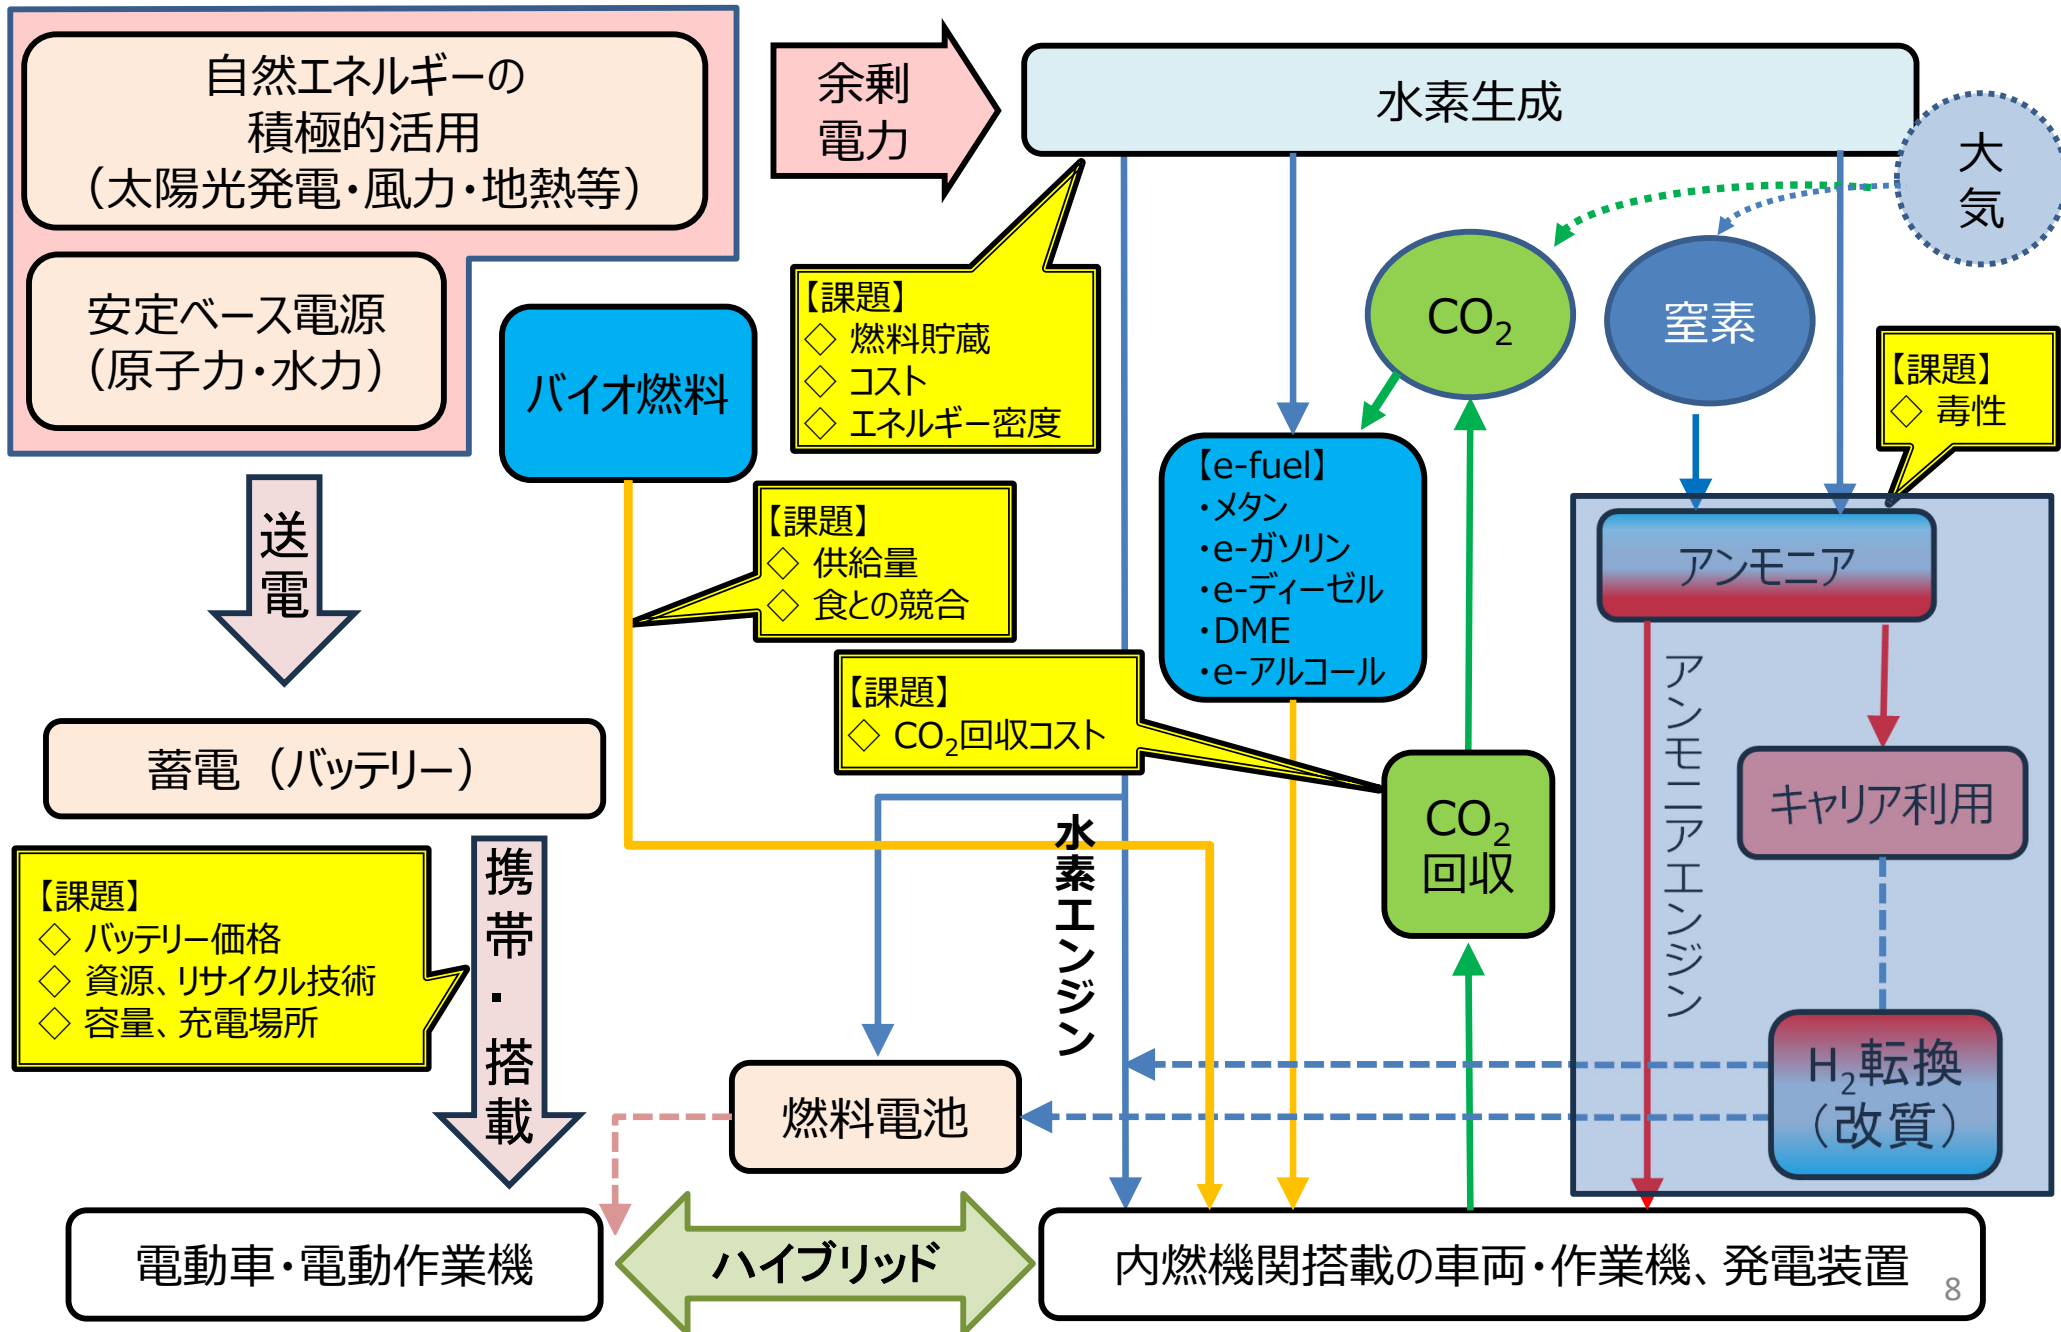 自然エネルギーの
積極的活用
（太陽光発電・風力・地熱等）
安定ベース電源
（原子力・水力）
余剰
電力
水素生成
大
気
CO₂
窒素
【課題】
◇ 燃料貯蔵
◇ コスト
◇ エネルギー密度
バイオ燃料
【課題】
◇ 毒性
【e-fuel】
・メタン
・e-ガソリン
・e-ディーゼル
・DME
・e-アルコール
送電
【課題】
◇ 供給量
◇ 食との競合
アンモニア
【課題】
◇ CO₂回収コスト
アンモニアエンジン
キャリア利用
蓄電（バッテリー）
CO₂
回収
水素エンジン
携帯・搭載
【課題】
◇ バッテリー価格
◇ 資源、リサイクル技術
◇ 容量、充電場所
燃料電池
H₂転換
（改質）
電動車・電動作業機
ハイブリッド
内燃機関搭載の車両・作業機、発電装置
8